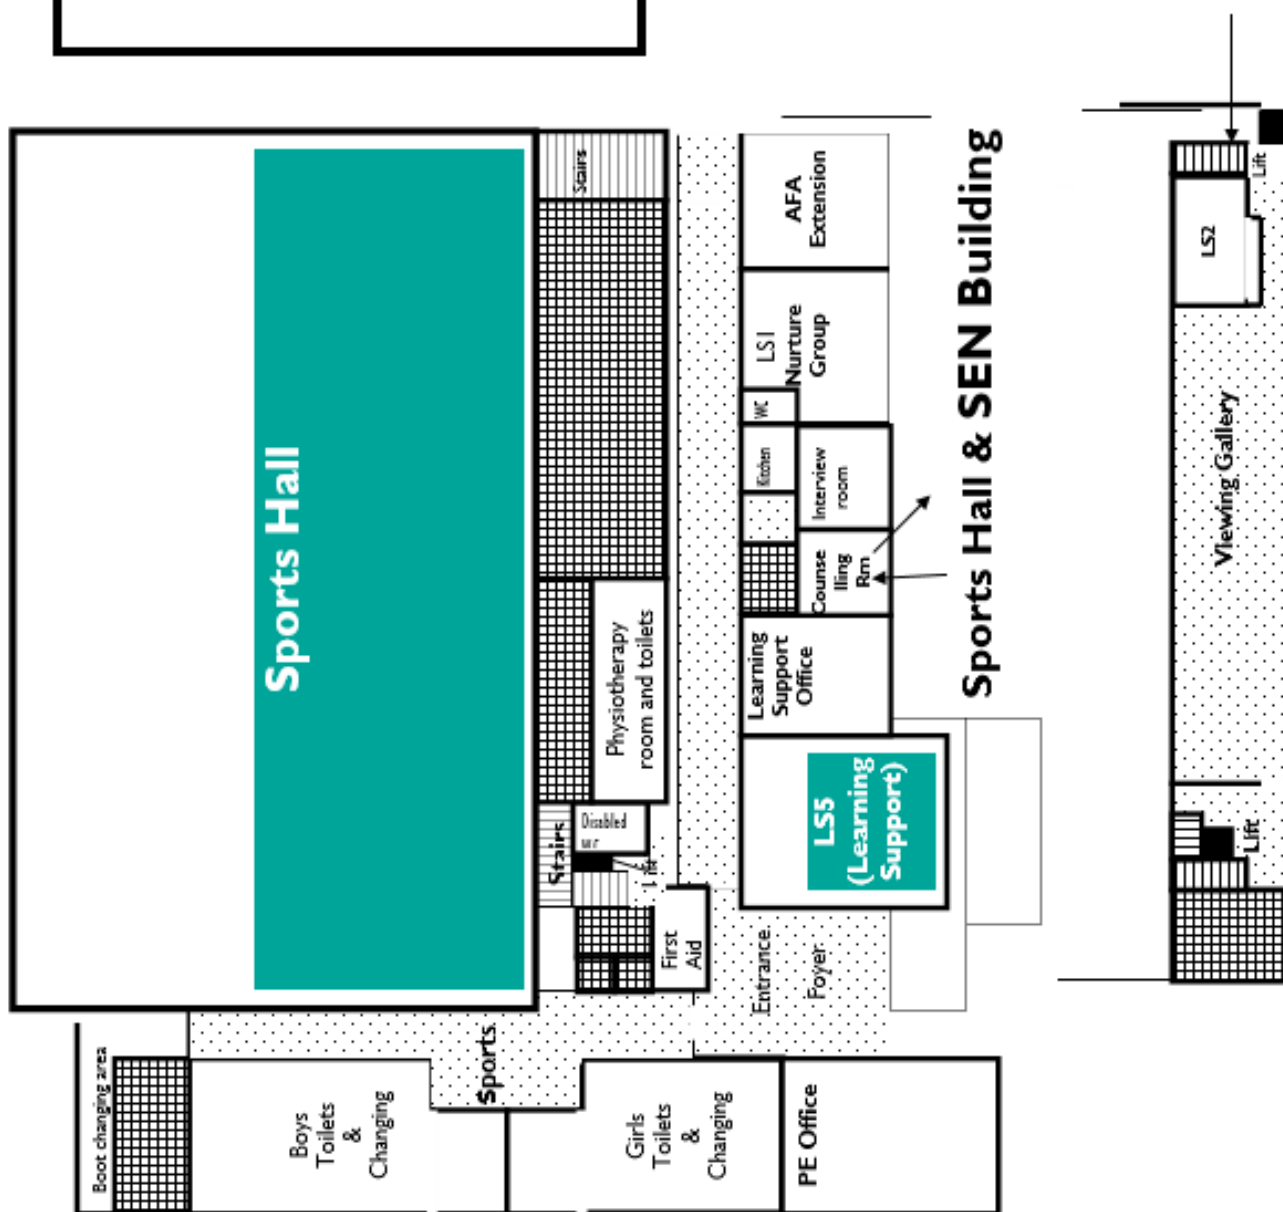 Sports Hall
Stairs
Physiotherapy
room and toilets
Stairs
Disabled
Lift
First
Aid
AFA
Extension
LS1
Nurture
Group
WC
Kitchen
Interview
room
Counse
lling
Rm
Learning
Support
Office
LS5
(Learning
Support)
Entrance
Foyer
Sports Hall & SEN Building
Lift
LS2
Viewing Gallery
Lift
Boot changing area
Boys
Toilets
&
Changing
Sports
Girls
Toilets
&
Changing
PE Office